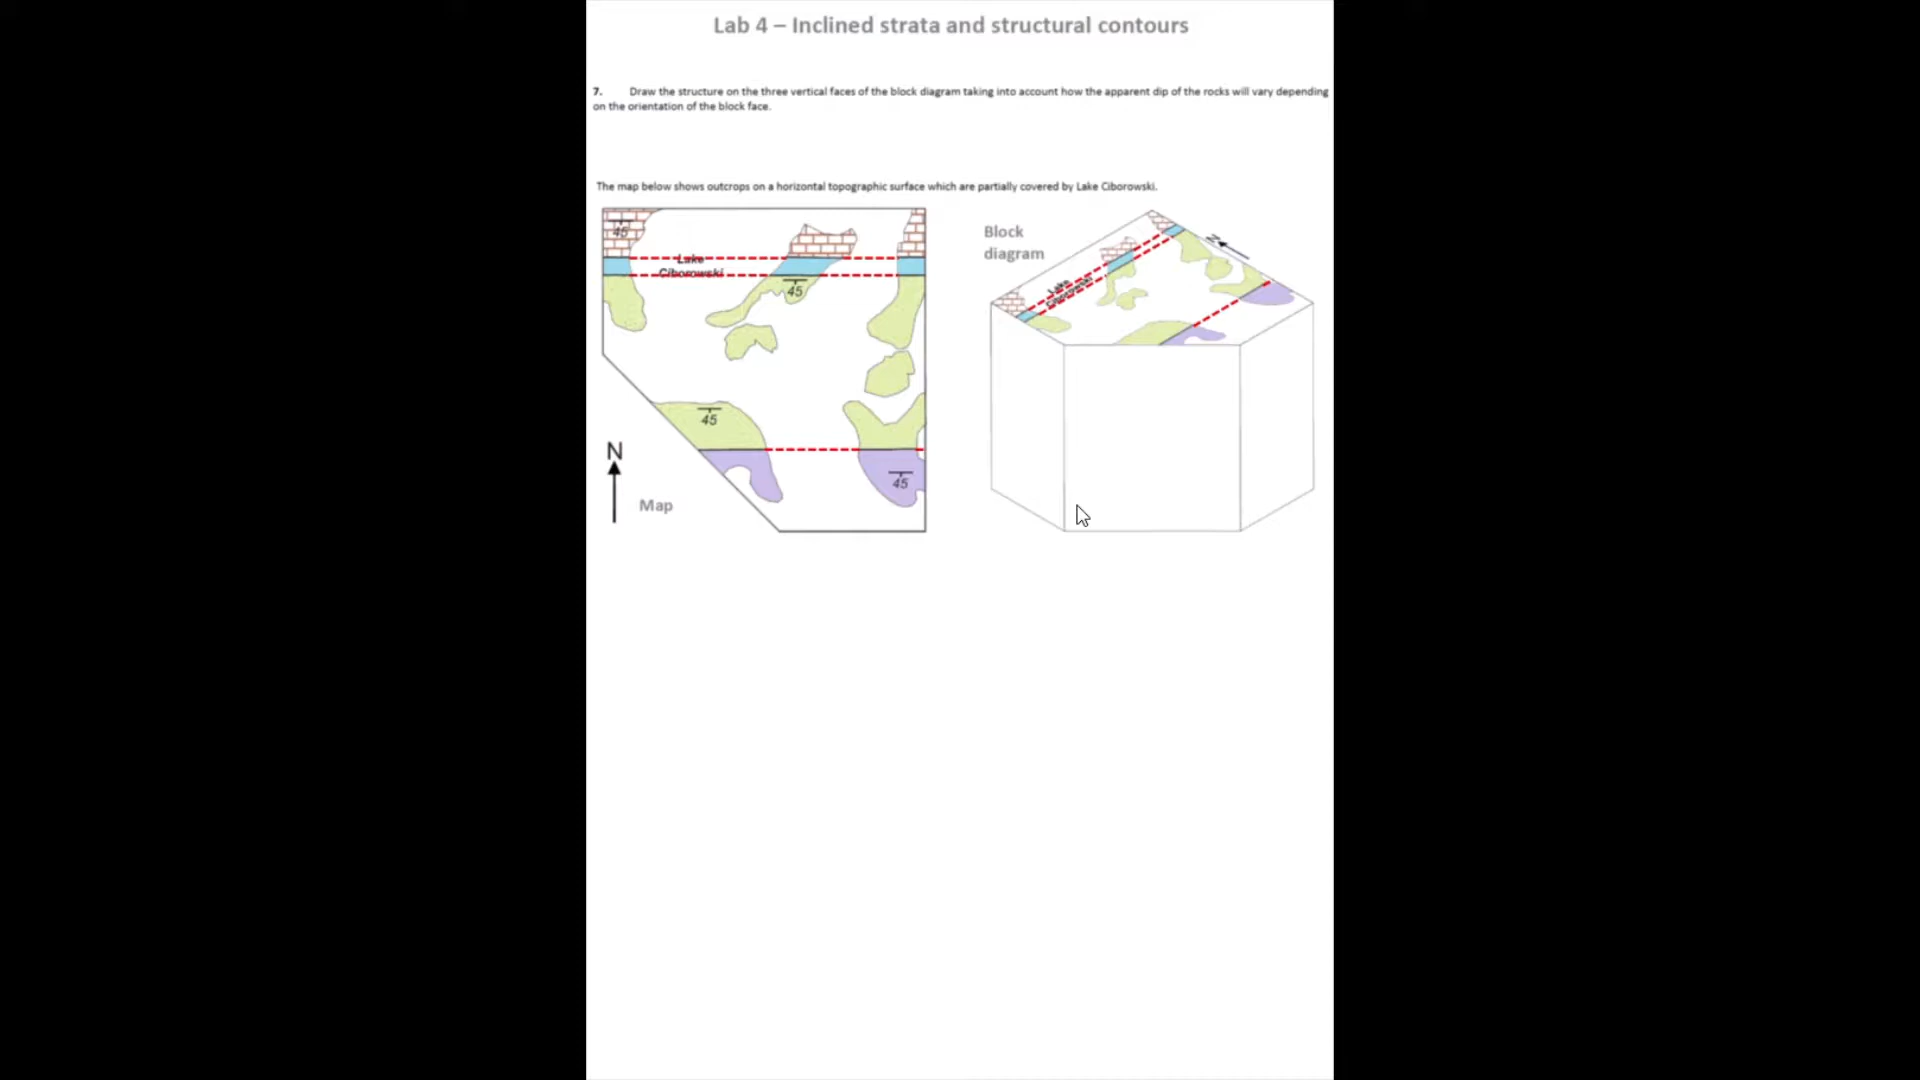 Lab 4 – Inclined strata and structural contours
7. Draw the structure on the three vertical faces of the block diagram taking into account how the apparent dip of the rocks will vary depending
on the orientation of the block face.
The map below shows outcrops on a horizontal topographic surface which are partially covered by Lake Ciborowski.
45
Lake
Ciborowski
45
45
45
N
Map
Block
diagram
N
Lake
Ciborowski